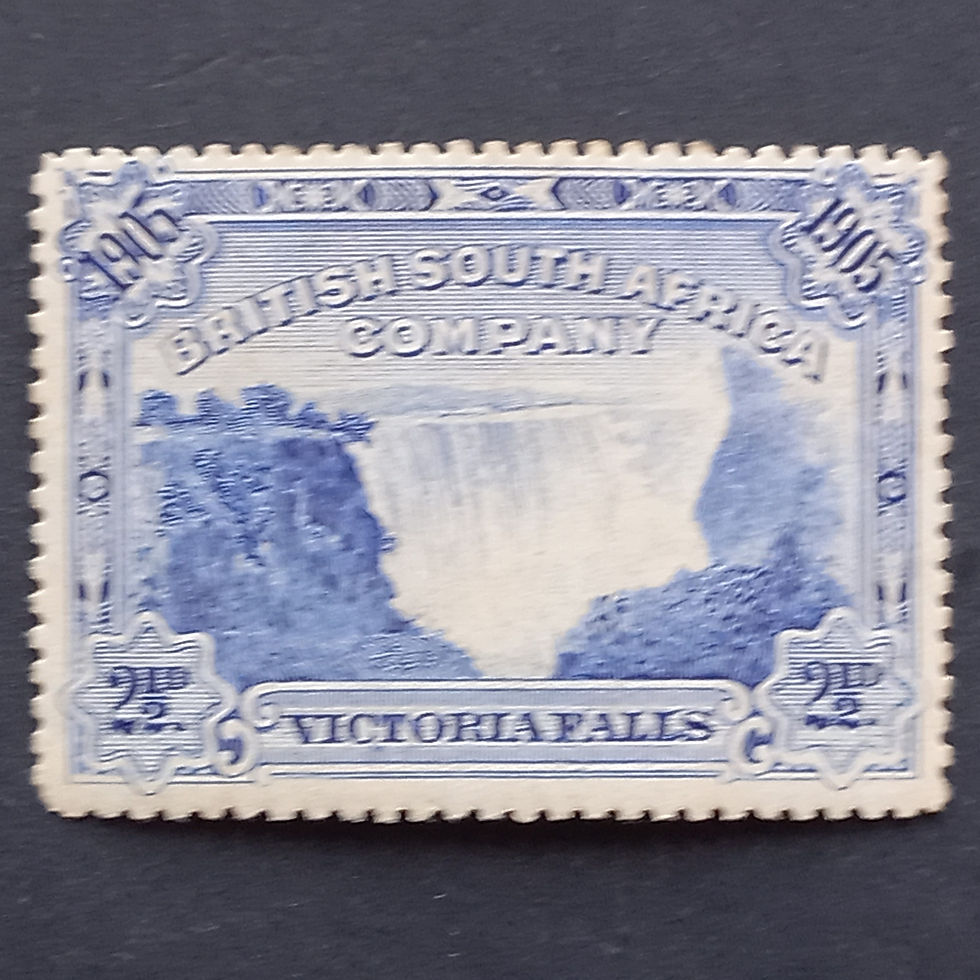 1905 1905
BRITISH SOUTH AFRICA
COMPANY
2½D 2½D
VICTORIA FALLS